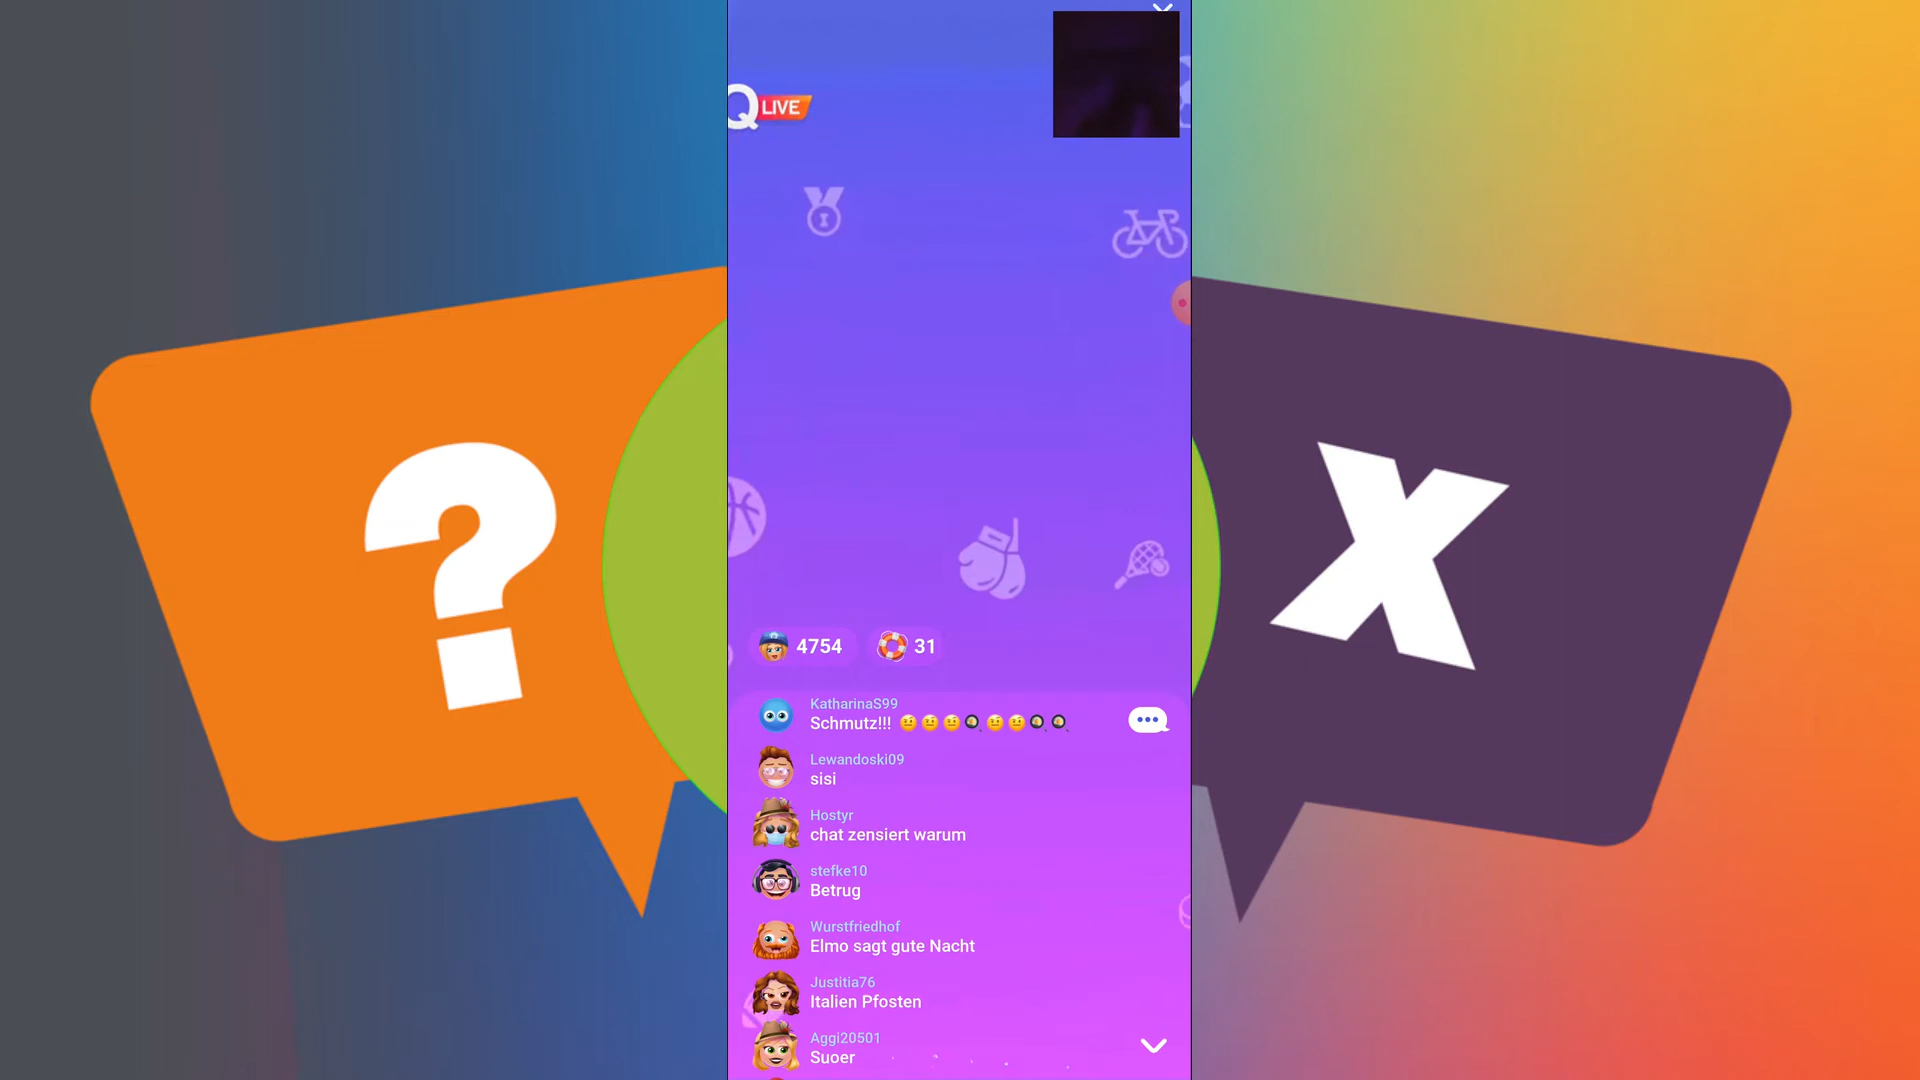 ?
X
Q LIVE
4754 31
KatharinaS99
Schmutz!!!
Lewandoski09
sisi
Hostyr
chat zensiert warum
stefke10
Betrug
Wurstfriedhof
Elmo sagt gute Nacht
Justitia76
Italien Pfosten
Aggi20501
Suoer